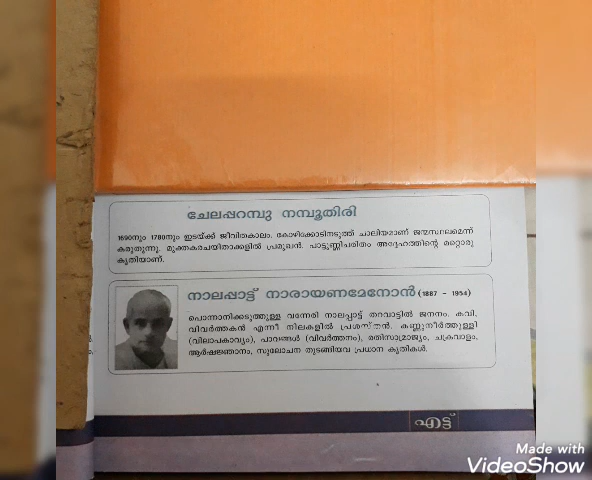 ചേലപ്പറമ്പു നമ്പൂതിരി
1690നും 1780നും ഇടയ്ക്ക് ജീവിതകാലം. കോഴിക്കോടിനടുത്ത് ചാലിയമാണ് ജന്മസ്ഥലമെന്ന്
കരുതുന്നു. മുക്തകരചയിതാക്കളിൽ പ്രമുഖൻ. പാട്ടുണ്ണിചരിതം അദ്ദേഹത്തിന്റെ മറ്റൊരു
കൃതിയാണ്.
നാലപ്പാട്ട് നാരായണമേനോൻ (1887 - 1954)
പൊന്നാനിക്കടുത്തുള്ള വന്നേരി നാലപ്പാട്ട് തറവാട്ടിൽ ജനനം. കവി,
വിവർത്തകൻ എന്നീ നിലകളിൽ പ്രശസ്തൻ. കണ്ണുനീർത്തുള്ളി
(വിലാപകാവ്യം), പാവങ്ങൾ (വിവർത്തനം), രതിസാമ്രാജ്യം, ചക്രവാളം,
ആർഷജ്ഞാനം, സുലോചന തുടങ്ങിയവ പ്രധാന കൃതികൾ.
എട്ട്
Made with
VideoShow